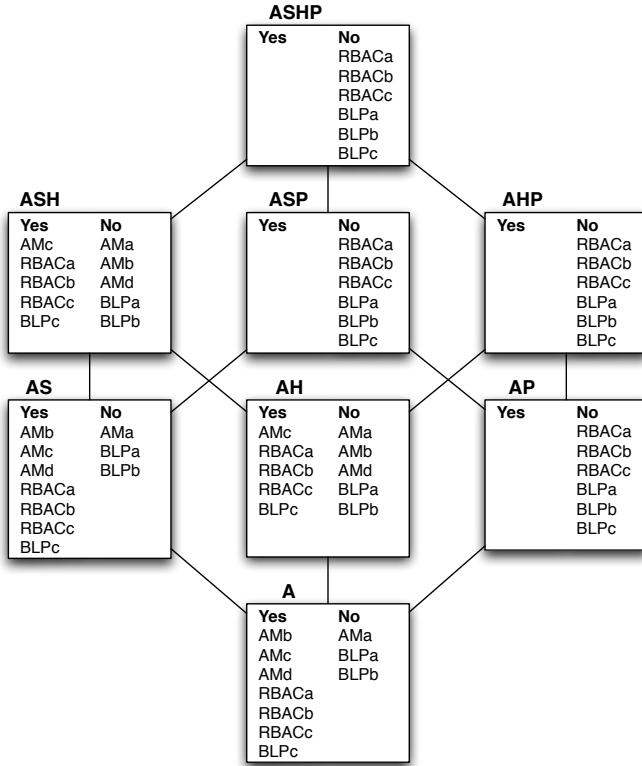 ASHP
Yes No
RBACa
RBACb
RBACc
BLPa
BLPb
BLPc
ASH
Yes No
AMc AMa
RBACa AMb
RBACb AMd
RBACc BLPa
BLPc BLPb
ASP
Yes No
RBACa
RBACb
RBACc
BLPa
BLPb
BLPc
AHP
Yes No
RBACa
RBACb
RBACc
BLPa
BLPb
BLPc
AS
Yes No
AMb AMa
AMc BLPa
AMd BLPb
RBACa
RBACb
RBACc
BLPc
AH
Yes No
AMc AMa
RBACa AMb
RBACb AMd
RBACc BLPa
BLPc BLPb
AP
Yes No
RBACa
RBACb
RBACc
BLPa
BLPb
BLPc
A
Yes No
AMb AMa
AMc BLPa
AMd BLPb
RBACa
RBACb
RBACc
BLPc